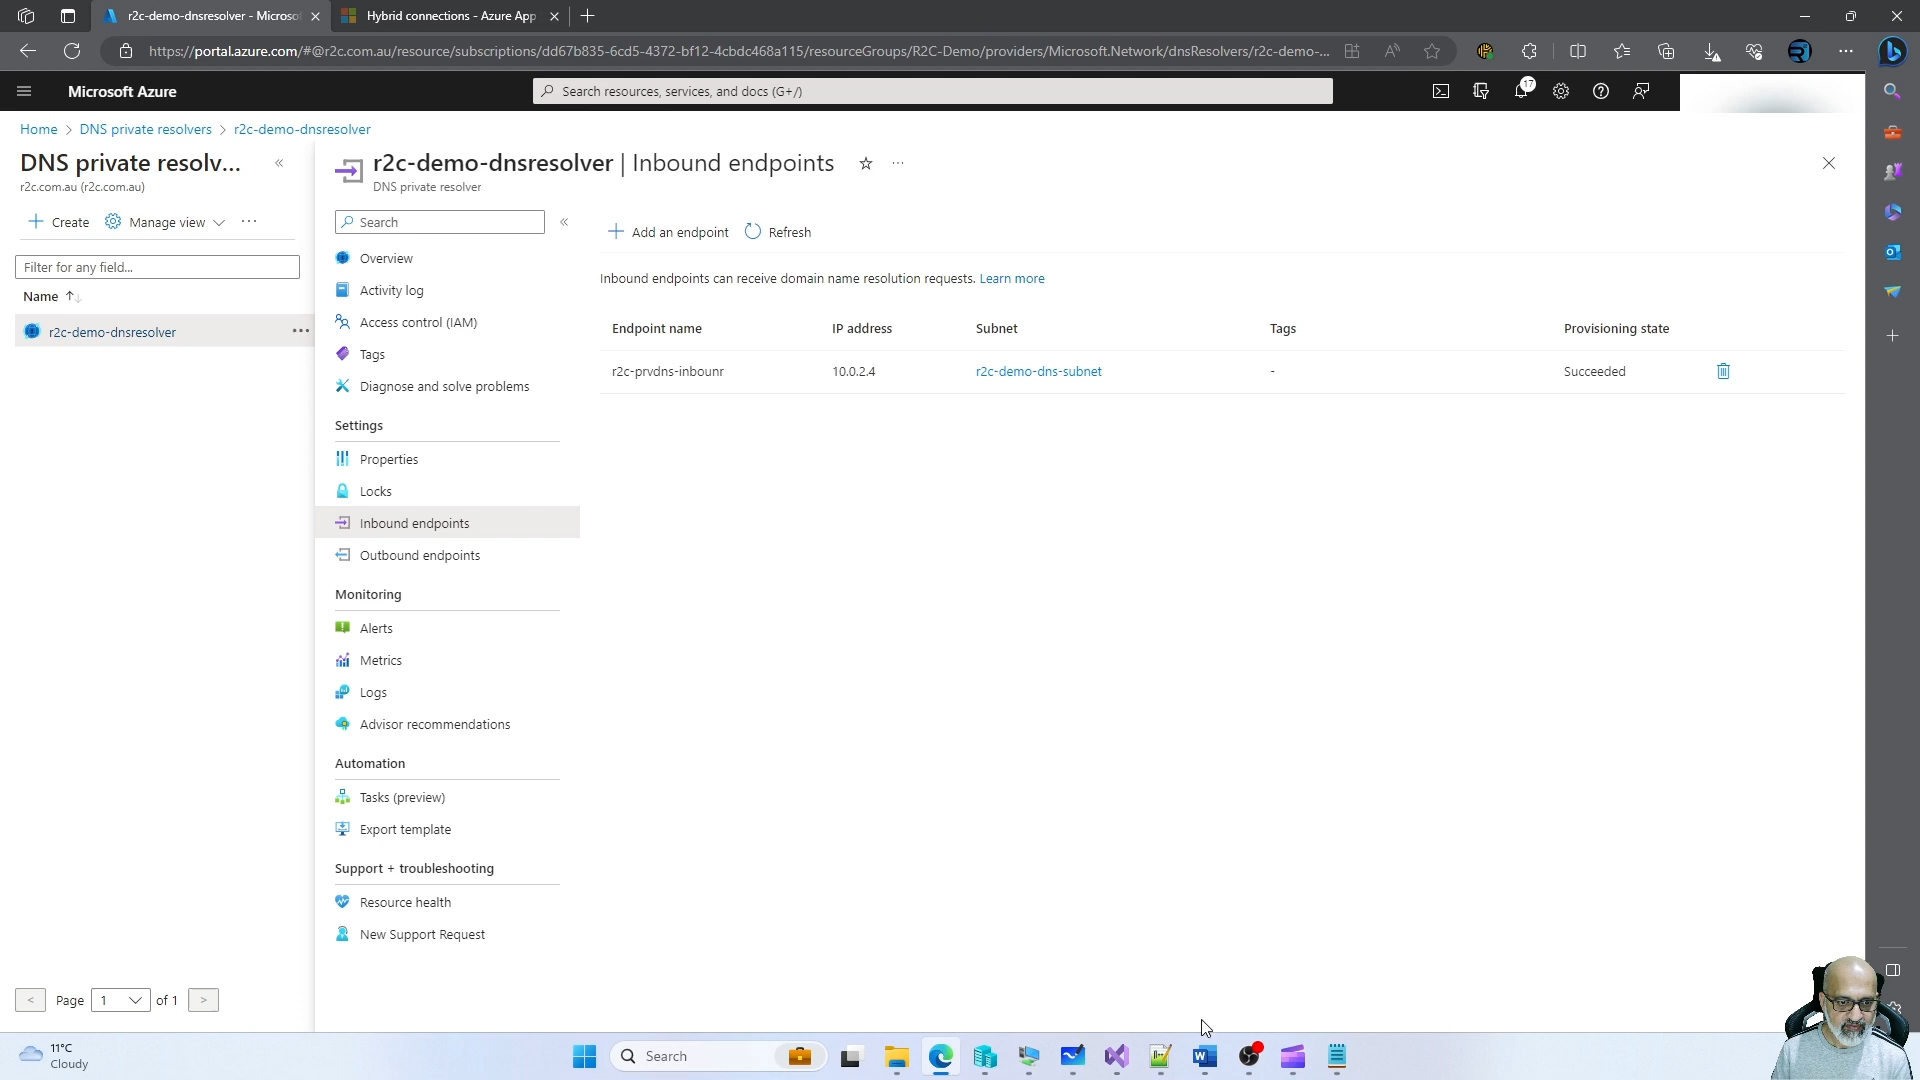 r2c-demo-dnsresolver - Microsof
Hybrid connections - Azure App
https://portal.azure.com/#@r2c.com.au/resource/subscriptions/dd67b835-6cd5-4372-bf12-4cbdc468a115/resourceGroups/R2C-Demo/providers/Microsoft.Network/dnsResolvers/r2c-demo-...
Microsoft Azure
Search resources, services, and docs (G+/)
17
Home > DNS private resolvers > r2c-demo-dnsresolver
DNS private resolv...
r2c.com.au (r2c.com.au)
Create
Manage view
Filter for any field...
Name
r2c-demo-dnsresolver
Page 1 of 1
r2c-demo-dnsresolver | Inbound endpoints
DNS private resolver
Search
Overview
Activity log
Access control (IAM)
Tags
Diagnose and solve problems
Settings
Properties
Locks
Inbound endpoints
Outbound endpoints
Monitoring
Alerts
Metrics
Logs
Advisor recommendations
Automation
Tasks (preview)
Export template
Support + troubleshooting
Resource health
New Support Request
Add an endpoint
Refresh
Inbound endpoints can receive domain name resolution requests. Learn more
Endpoint name IP address Subnet Tags Provisioning state
r2c-prvdns-inbounr 10.0.2.4 r2c-demo-dns-subnet - Succeeded
11°C
Cloudy
Search